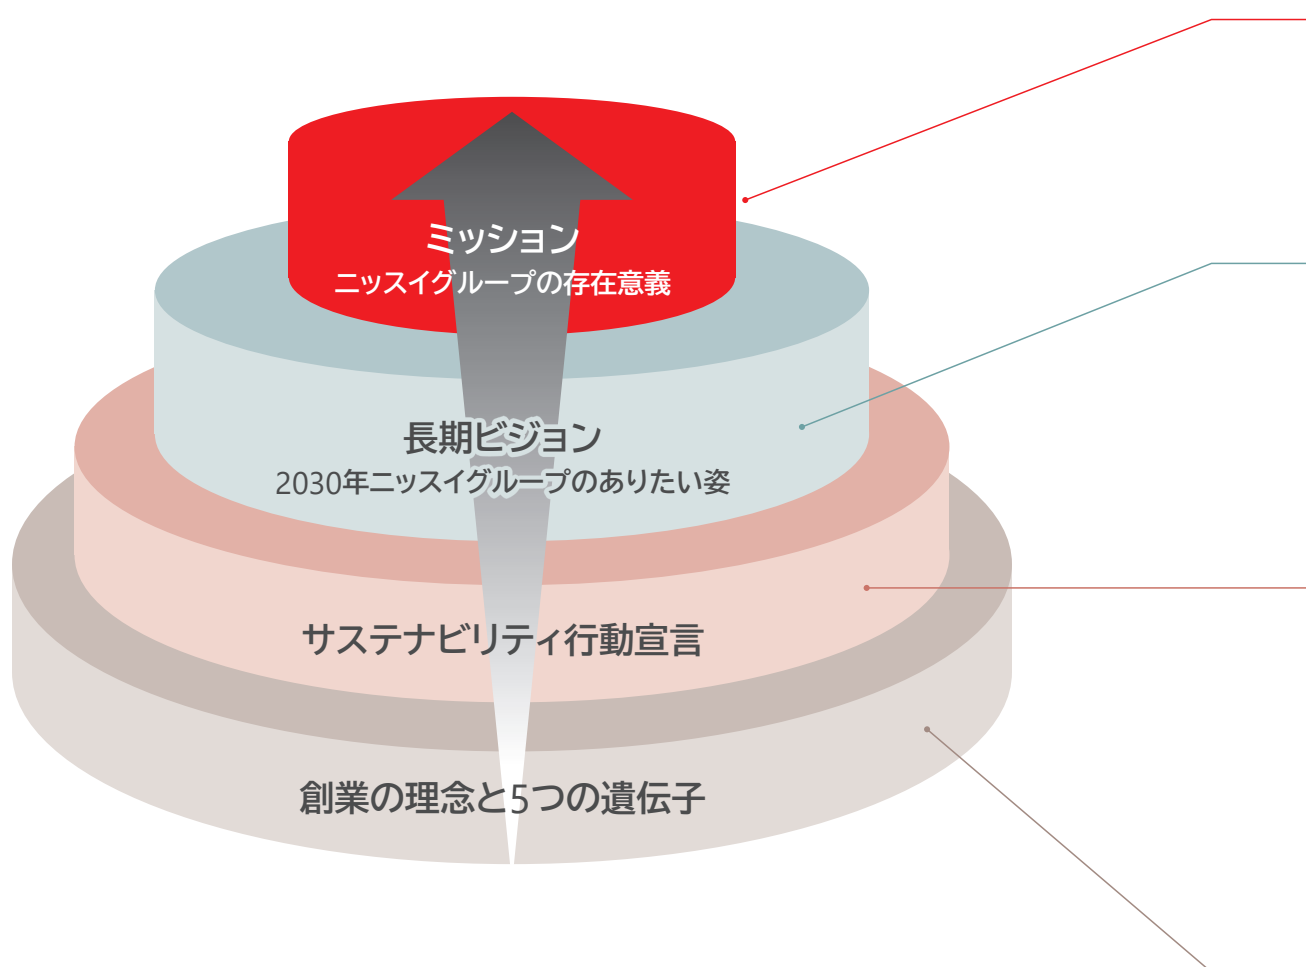 ミッション
ニッスイグループの存在意義
長期ビジョン
2030年ニッスイグループのありたい姿
サステナビリティ行動宣言
創業の理念と5つの遺伝子